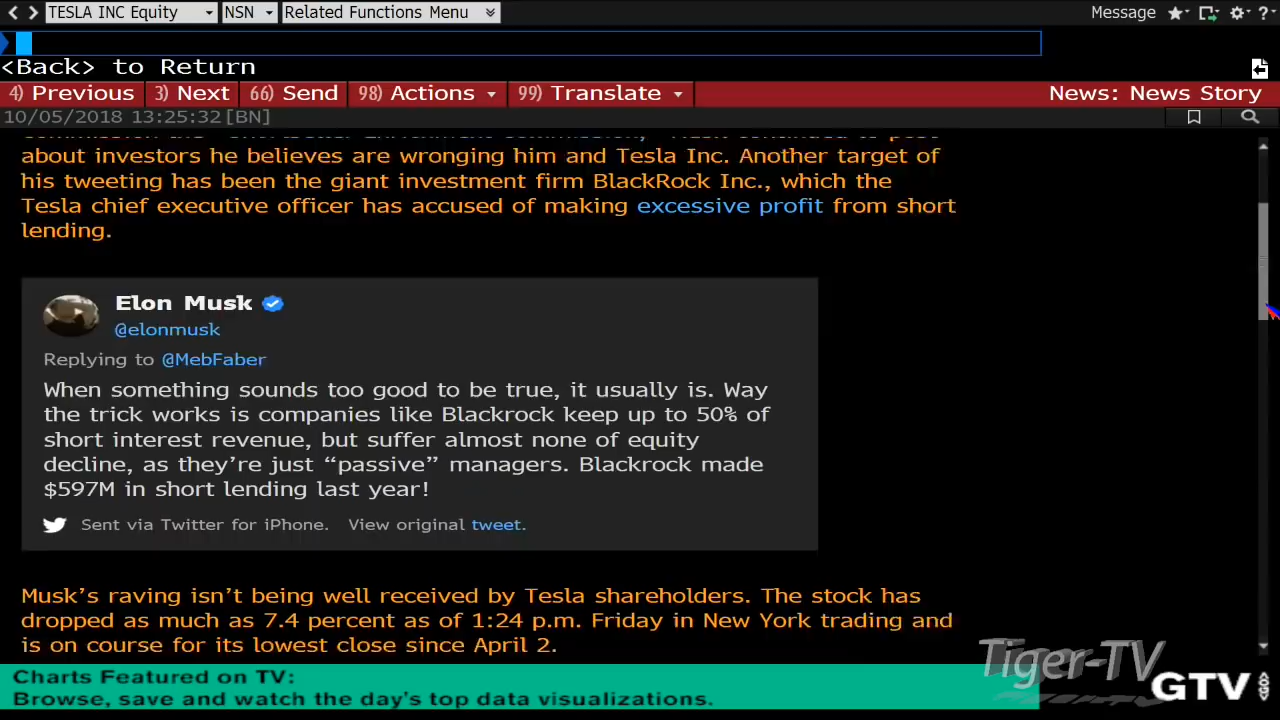 TESLA INC Equity NSN Related Functions Menu Message
<Back> to Return
4) Previous 3) Next 66) Send 98) Actions 99) Translate News: News Story
10/05/2018 13:25:32 [BN]
about investors he believes are wronging him and Tesla Inc. Another target of
his tweeting has been the giant investment firm BlackRock Inc., which the
Tesla chief executive officer has accused of making excessive profit from short
lending.
Elon Musk
@elonmusk
Replying to @MebFaber
When something sounds too good to be true, it usually is. Way
the trick works is companies like Blackrock keep up to 50% of
short interest revenue, but suffer almost none of equity
decline, as they're just “passive” managers. Blackrock made
$597M in short lending last year!
Sent via Twitter for iPhone. View original tweet.
Musk's raving isn't being well received by Tesla shareholders. The stock has
dropped as much as 7.4 percent as of 1:24 p.m. Friday in New York trading and
is on course for its lowest close since April 2.
Charts Featured on TV:
Browse, save and watch the day's top data visualizations.
Tiger-TV
GTV